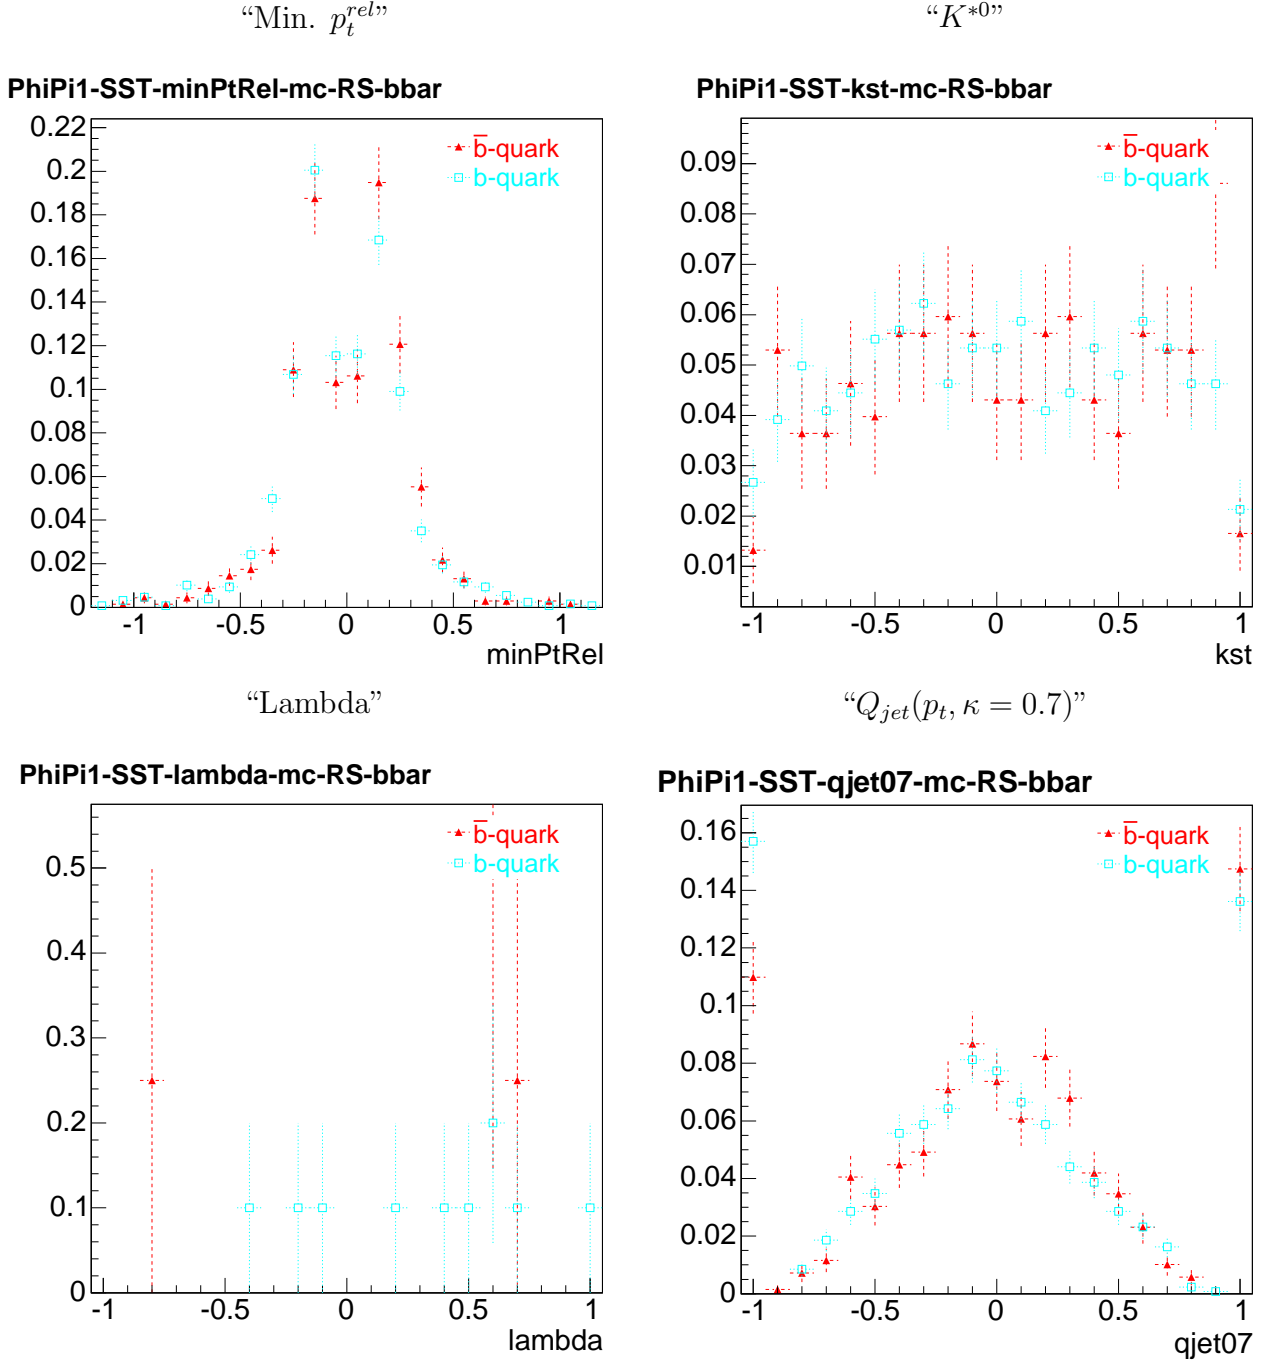 “Min. p_t^{rel}”
“K^{*0}”
PhiPi1-SST-minPtRel-mc-RS-bbar
0.22
0.2
0.18
0.16
0.14
0.12
0.1
0.08
0.06
0.04
0.02
0
b̅-quark
b-quark
-1 -0.5 0 0.5 1
minPtRel
PhiPi1-SST-kst-mc-RS-bbar
0.09
0.08
0.07
0.06
0.05
0.04
0.03
0.02
0.01
b̅-quark
b-quark
-1 -0.5 0 0.5 1
kst
“Lambda”
“Q_{jet}(p_t, κ = 0.7)”
PhiPi1-SST-lambda-mc-RS-bbar
0.5
0.4
0.3
0.2
0.1
0
b̅-quark
b-quark
-1 -0.5 0 0.5 1
lambda
PhiPi1-SST-qjet07-mc-RS-bbar
0.16
0.14
0.12
0.1
0.08
0.06
0.04
0.02
0
b̅-quark
b-quark
-1 -0.5 0 0.5 1
qjet07